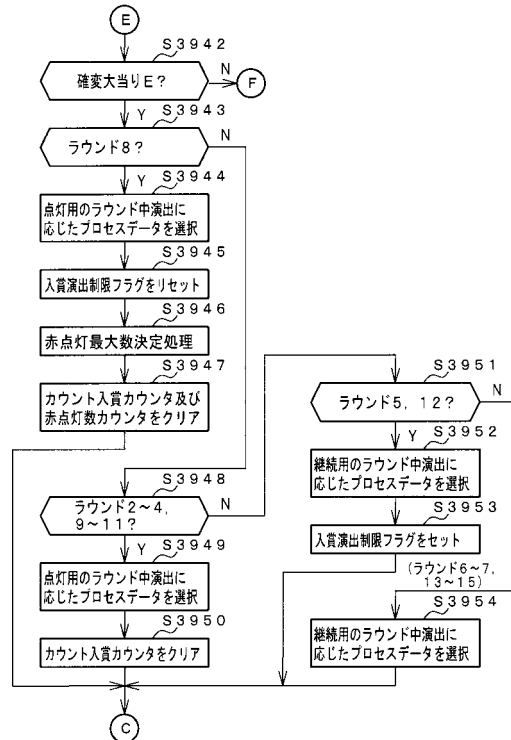 E
S3942
確変大当りE?
N
F
Y
S3943
ラウンド8?
N
Y
S3944
点灯用のラウンド中演出に
応じたプロセスデータを選択
S3945
入賞演出制限フラグをリセット
S3946
赤点灯最大数決定処理
S3947
カウント入賞カウンタ及び
赤点灯数カウンタをクリア
S3948
ラウンド2~4,
9~11?
N
Y
S3949
点灯用のラウンド中演出に
応じたプロセスデータを選択
S3950
カウント入賞カウンタをクリア
S3951
ラウンド5, 12?
N
Y
S3952
継続用のラウンド中演出に
応じたプロセスデータを選択
S3953
入賞演出制限フラグをセット
(ラウンド6~7,
13~15)
S3954
継続用のラウンド中演出に
応じたプロセスデータを選択
C